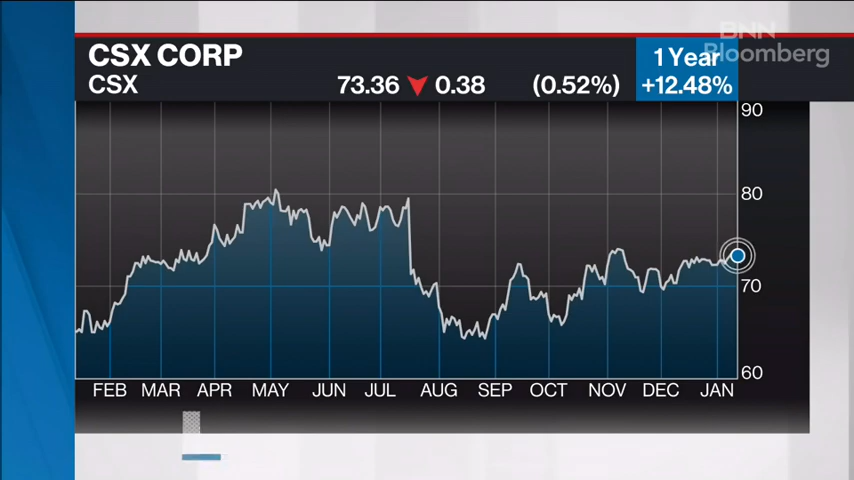 BNN
Bloomberg
CSX CORP
CSX 73.36 ▼ 0.38 (0.52%)
1 Year
+12.48%
90
80
70
60
FEB MAR APR MAY JUN JUL AUG SEP OCT NOV DEC JAN